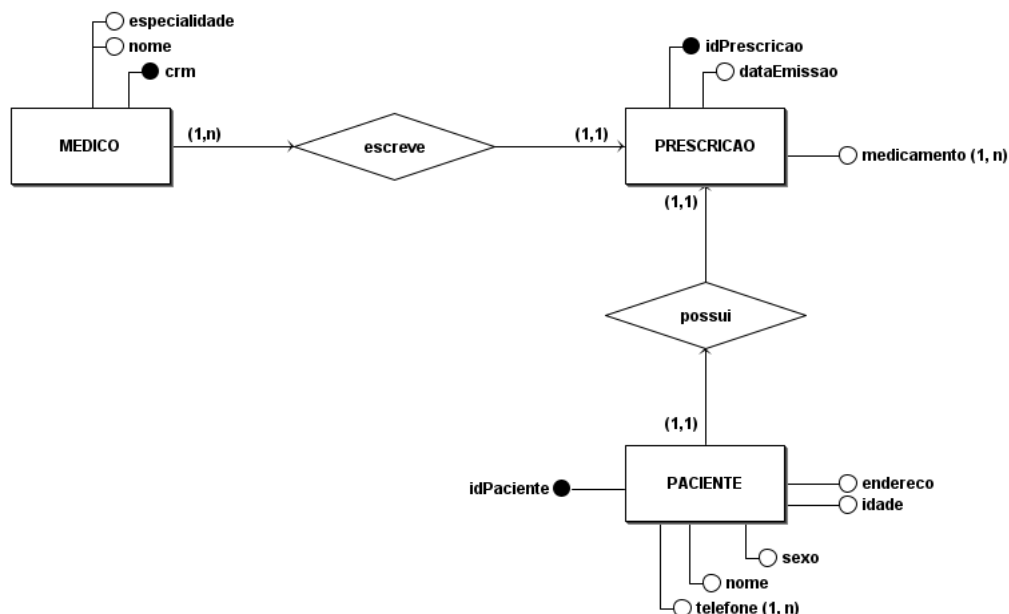 especialidade
nome
crm
MEDICO
(1,n)
escreve
(1,1)
idPrescricao
dataEmissao
PRESCRICAO
medicamento (1, n)
(1,1)
possui
(1,1)
idPaciente
PACIENTE
endereco
idade
sexo
nome
telefone (1, n)